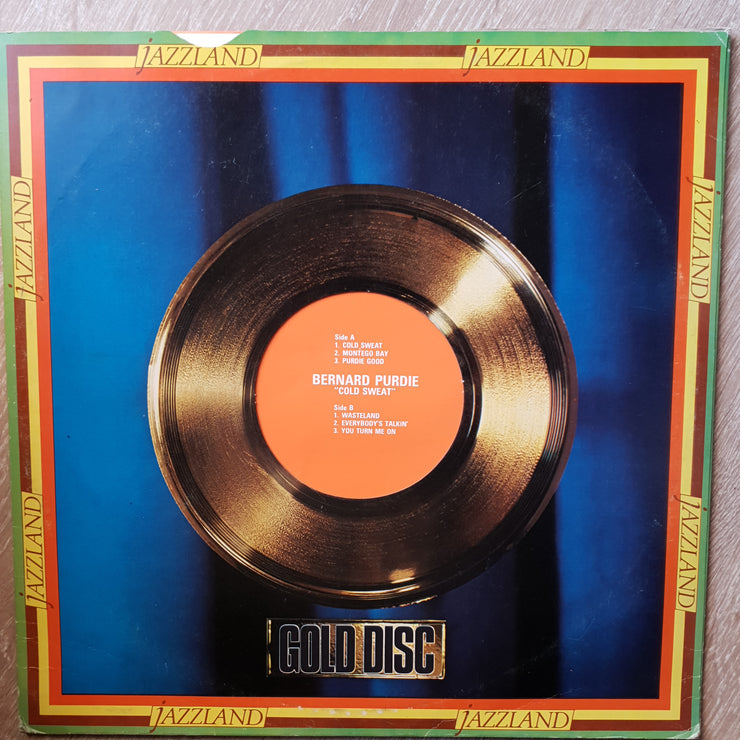 jAZZLAND
jAZZLAND
jAZZLAND
jAZZLAND
Side A
1. COLD SWEAT
2. MONTEGO BAY
3. PURDIE GOOD
BERNARD PURDIE
"COLD SWEAT"
Side B
1. WASTELAND
2. EVERYBODY'S TALKIN'
3. YOU TURN ME ON
jAZZLAND
jAZZLAND
GOLD DISC
jAZZLAND
jAZZLAND